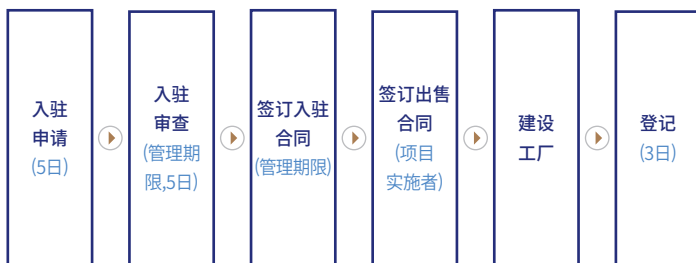 入驻
申请
(5日)
入驻
审查
(管理期
限,5日)
签订入驻
合同
(管理期限)
签订出售
合同
(项目
实施者)
建设
工厂
登记
(3日)